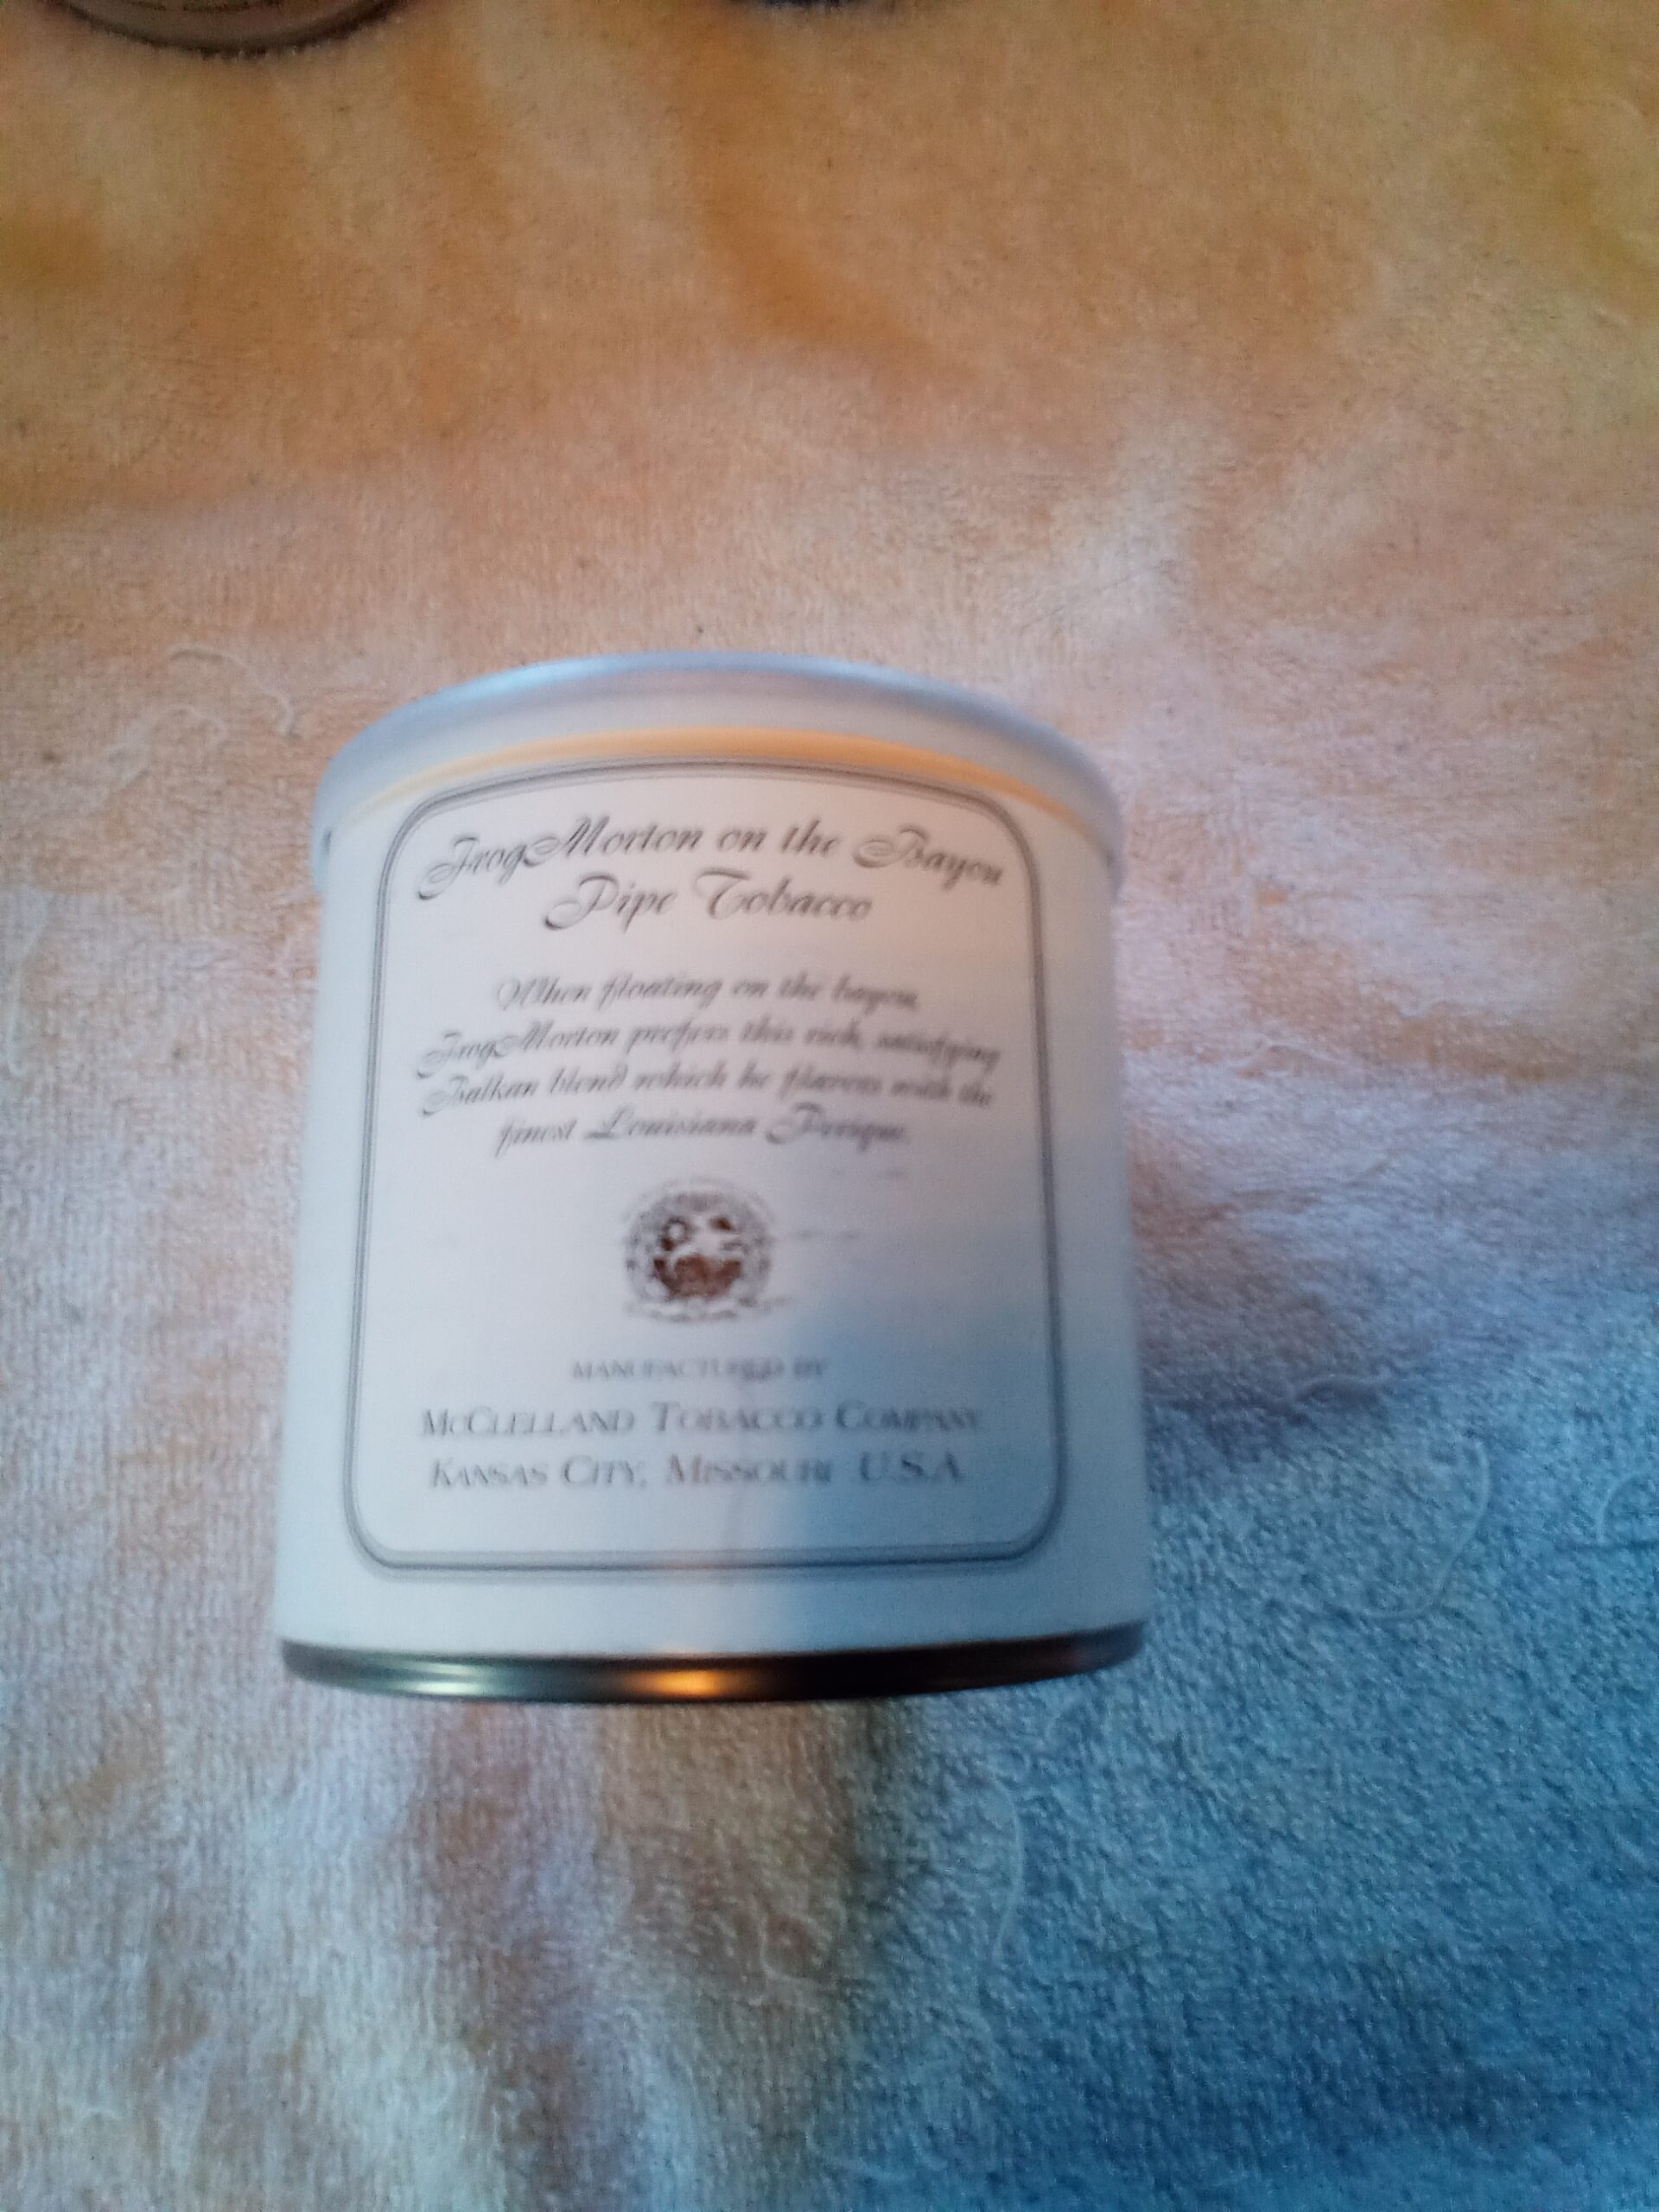 FrogMorton on the Bayou
Pipe Tobacco
When floating on the bayou,
FrogMorton prefers this rich, satisfying
Balkan blend which he flavors with the
finest Louisiana Perique.
MANUFACTURED BY
MCCLELLAND TOBACCO COMPANY
KANSAS CITY, MISSOURI U.S.A.